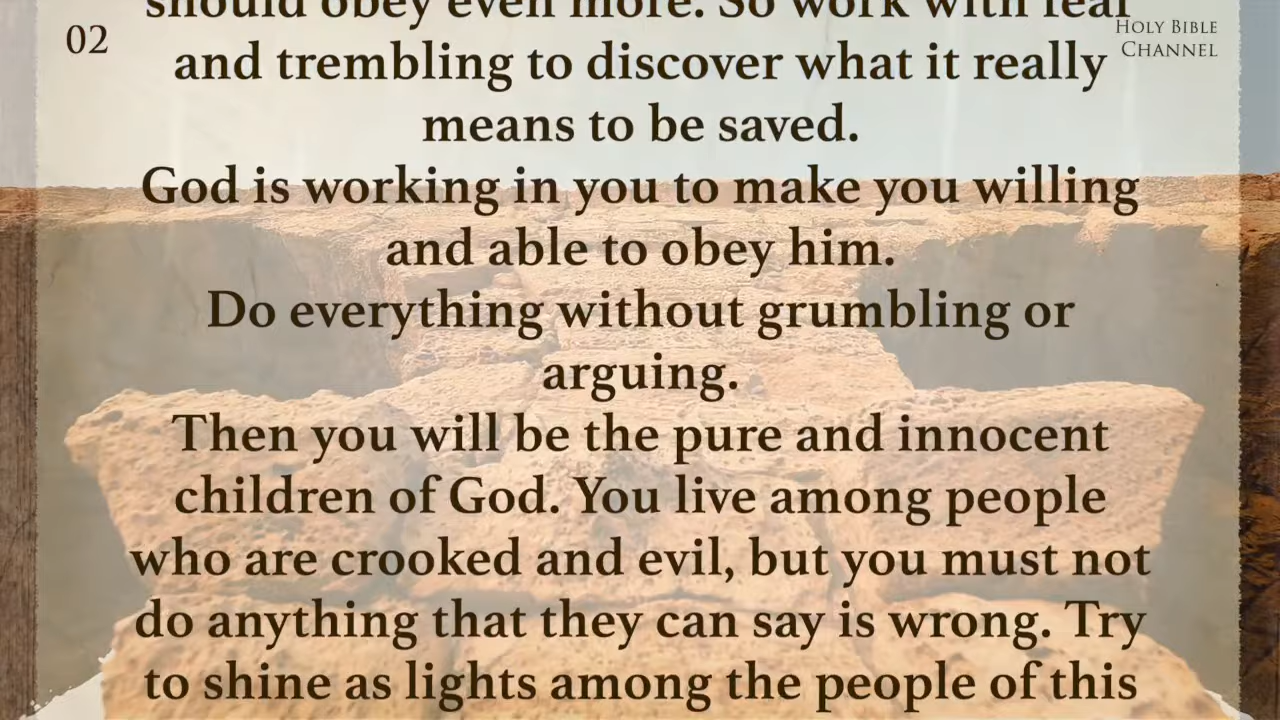 should obey even more. So work with fear
02
HOLY BIBLE
CHANNEL
and trembling to discover what it really
means to be saved.
God is working in you to make you willing
and able to obey him.
Do everything without grumbling or
arguing.
Then you will be the pure and innocent
children of God. You live among people
who are crooked and evil, but you must not
do anything that they can say is wrong. Try
to shine as lights among the people of this